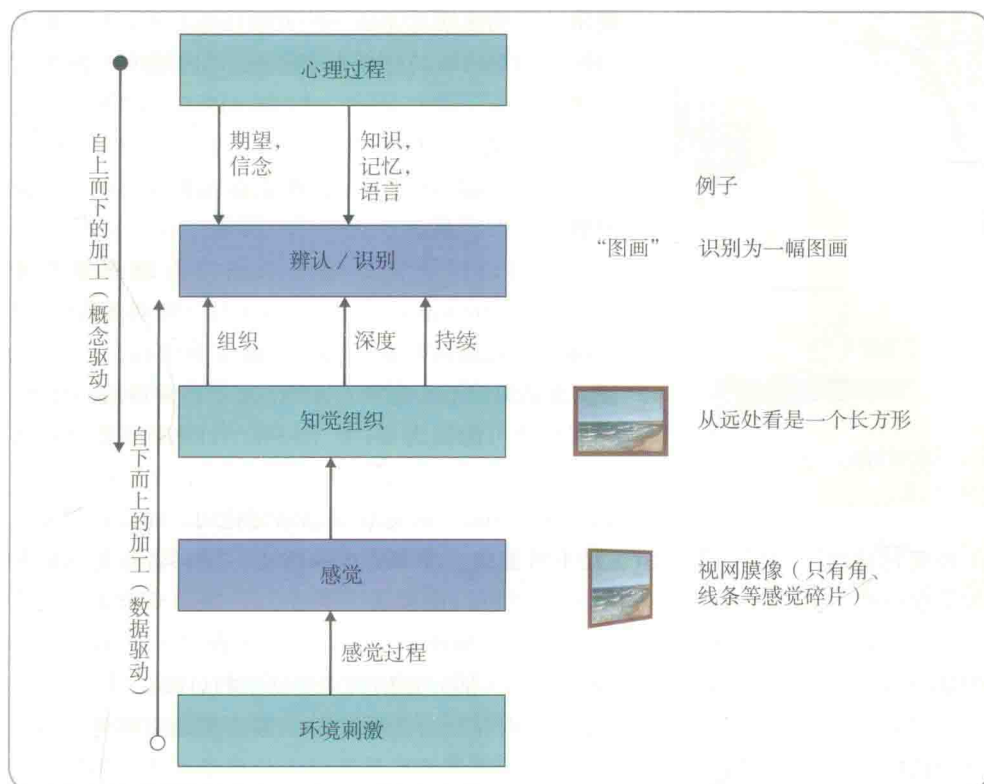 心理过程
期望，
信念
知识，
记忆，
语言
例子
辨认／识别
“图画” 识别为一幅图画
组织
深度
持续
知觉组织
从远处看是一个长方形
感觉
视网膜像（只有角、
线条等感觉碎片）
感觉过程
环境刺激
自上而下的加工（概念驱动）
自下而上的加工（数据驱动）